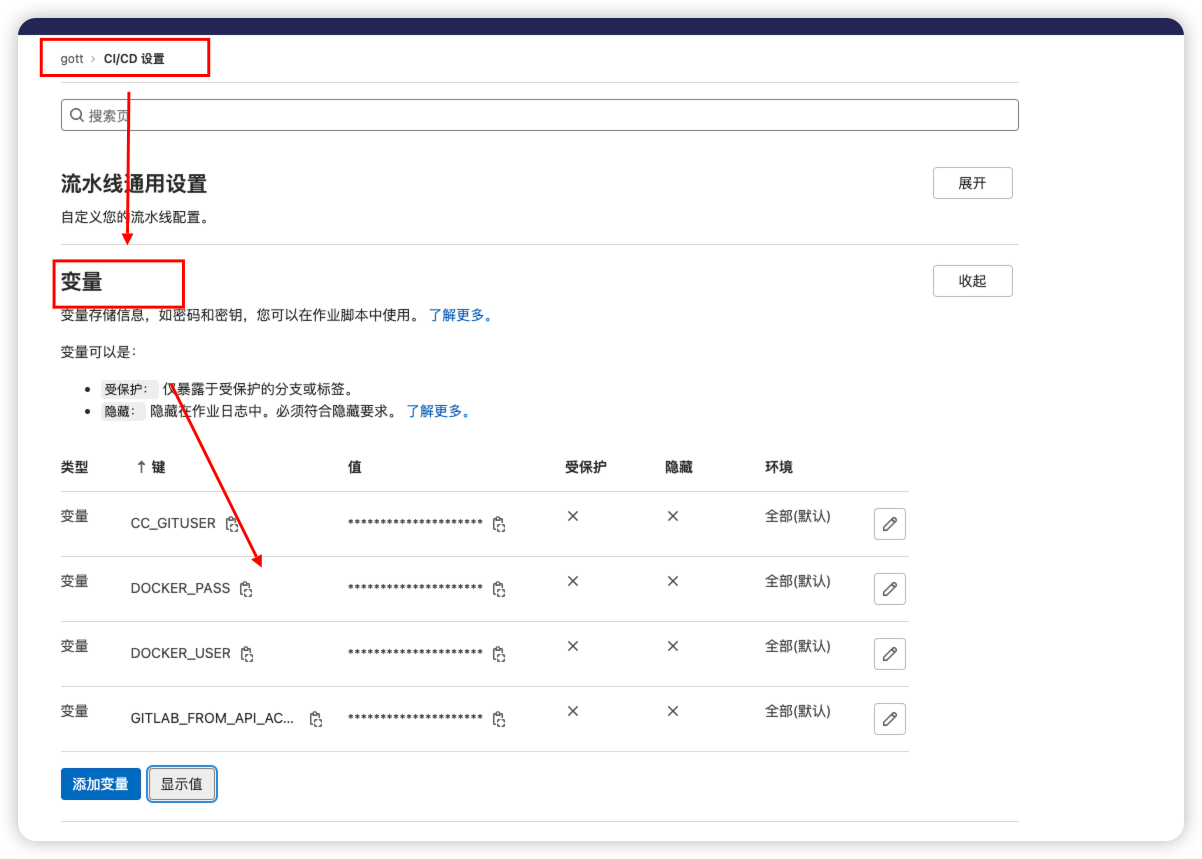 gott > CI/CD 设置
搜索页
流水线通用设置
展开
自定义您的流水线配置。
变量
收起
变量存储信息，如密码和密钥，您可以在作业脚本中使用。 了解更多。
变量可以是：
受保护： 仅暴露于受保护的分支或标签。
隐藏： 隐藏在作业日志中。必须符合隐藏要求。 了解更多。
类型 ↑ 键 值 受保护 隐藏 环境
变量 CC_GITUSER ********************* × × 全部(默认)
变量 DOCKER_PASS ********************* × × 全部(默认)
变量 DOCKER_USER ********************* × × 全部(默认)
变量 GITLAB_FROM_API_AC... ********************* × × 全部(默认)
添加变量 显示值